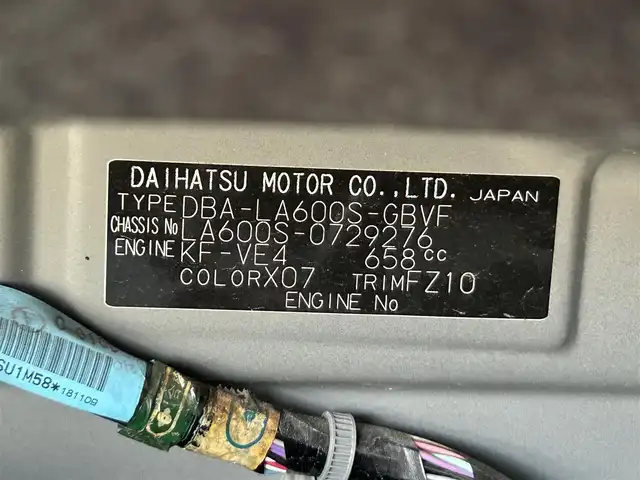 DAIHATSU MOTOR CO.,LTD. JAPAN
TYPE DBA-LA600S-GBVF
CHASSIS No LA600S-0729276
ENGINE KF-VE4 658cc
COLOR X07 TRIM FZ10
ENGINE No
SU1M58*181109